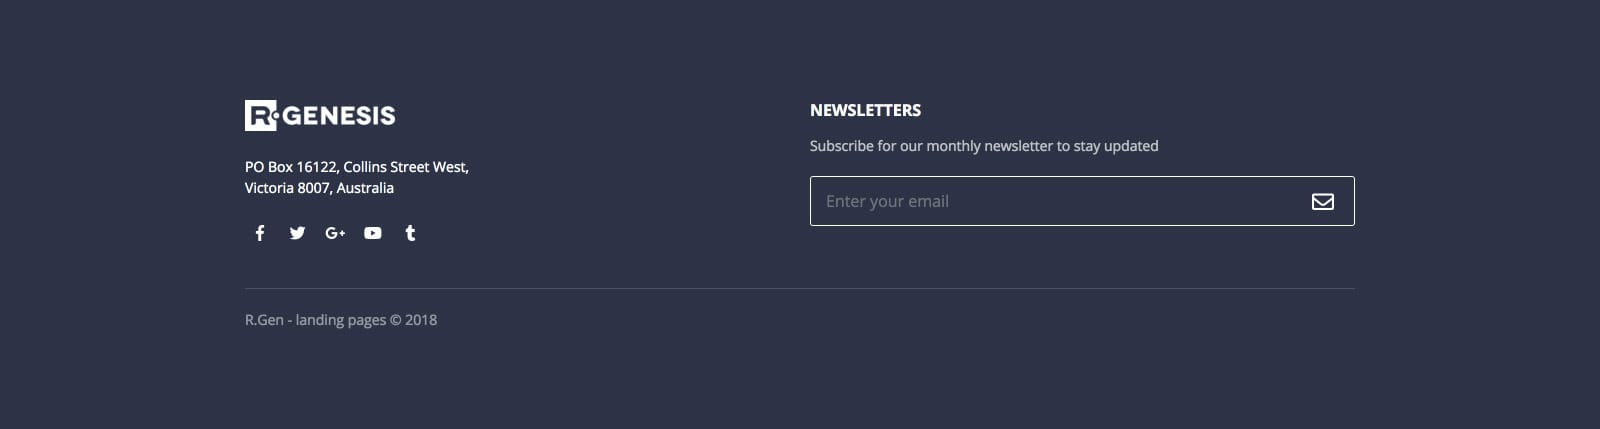 R GENESIS
PO Box 16122, Collins Street West,
Victoria 8007, Australia
NEWSLETTERS
Subscribe for our monthly newsletter to stay updated
Enter your email
R.Gen - landing pages © 2018